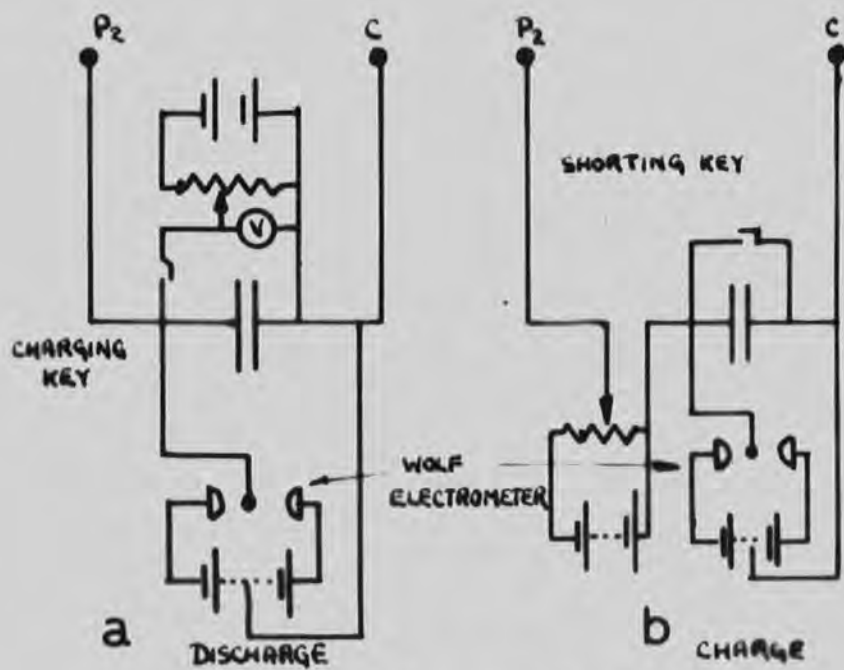 P2
C
P2
C
V
SHORTING KEY
CHARGING
KEY
WOLF
ELECTROMETER
a
DISCHARGE
b
CHARGE